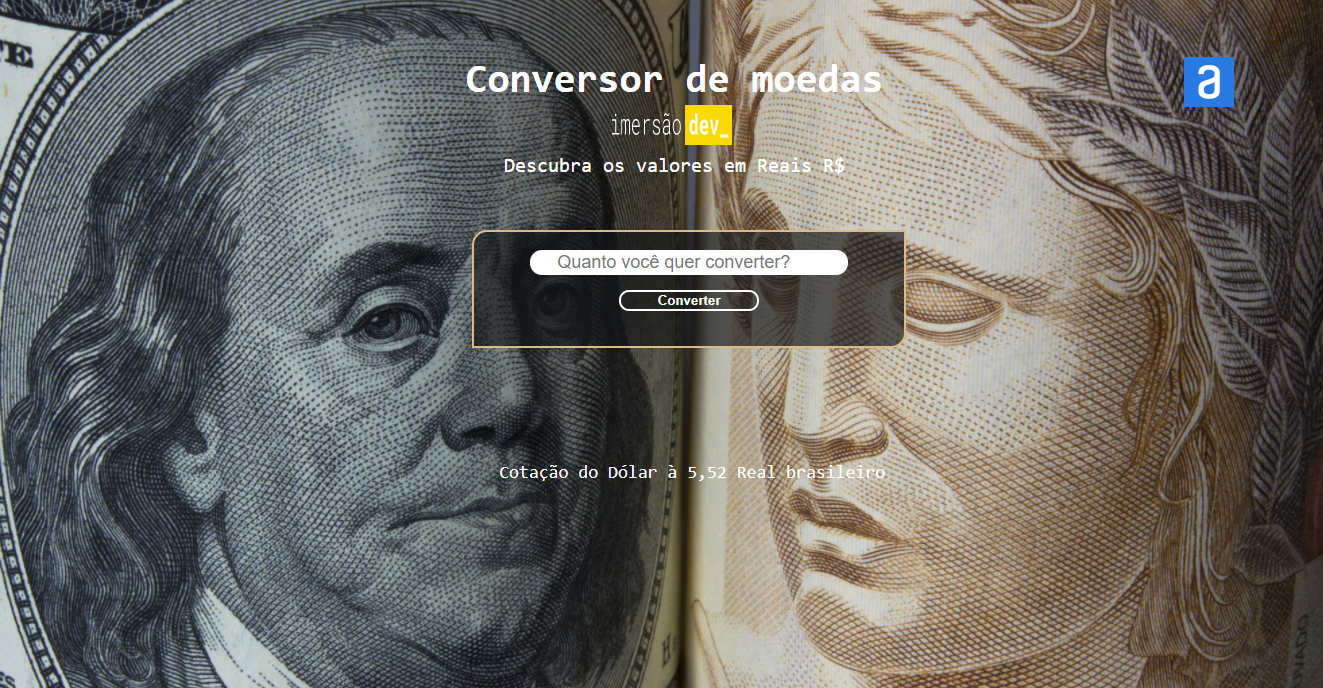 TE
Conversor de moedas
a
imersão dev_
Descubra os valores em Reais R$
Quanto você quer converter?
Converter
Cotação do Dólar à 5,52 Real brasileiro